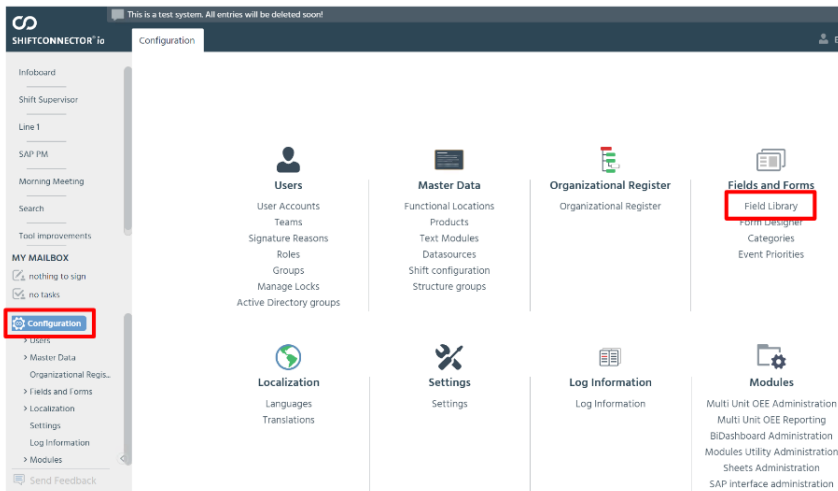 This is a test system. All entries will be deleted soon!
SHIFTCONNECTOR® io
Configuration
Infoboard
Shift Supervisor
Line 1
SAP PM
Morning Meeting
Search
Tool improvements
MY MAILBOX
nothing to sign
no tasks
Configuration
> Users
> Master Data
Organizational Regis...
> Fields and Forms
> Localization
Settings
Log Information
> Modules
Send Feedback
Users
User Accounts
Teams
Signature Reasons
Roles
Groups
Manage Locks
Active Directory groups
Master Data
Functional Locations
Products
Text Modules
Datasources
Shift configuration
Structure groups
Organizational Register
Organizational Register
Fields and Forms
Field Library
Form Designer
Categories
Event Priorities
Localization
Languages
Translations
Settings
Settings
Log Information
Log Information
Modules
Multi Unit OEE Administration
Multi Unit OEE Reporting
BiDashboard Administration
Modules Utility Administration
Sheets Administration
SAP interface administration